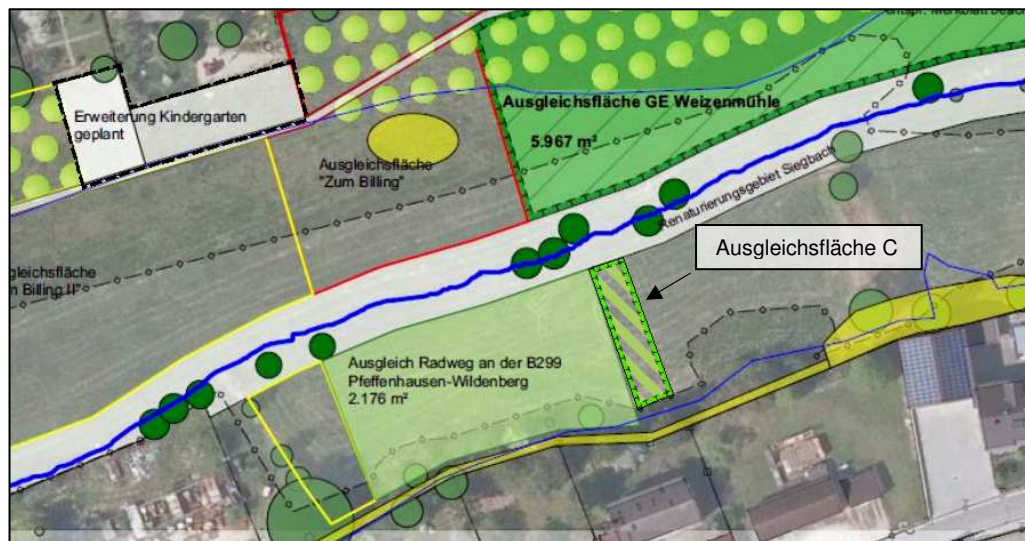 Erweiterung Kindergarten
geplant
Ausgleichsfläche GE Weizenmühle
5.967 m²
Ausgleichsfläche
"Zum Billing"
Renaturierungsgebiet Siegbach
Ausgleichsfläche C
Ausgleich Radweg an der B299
Pfeffenhausen-Wildenberg
2.176 m²